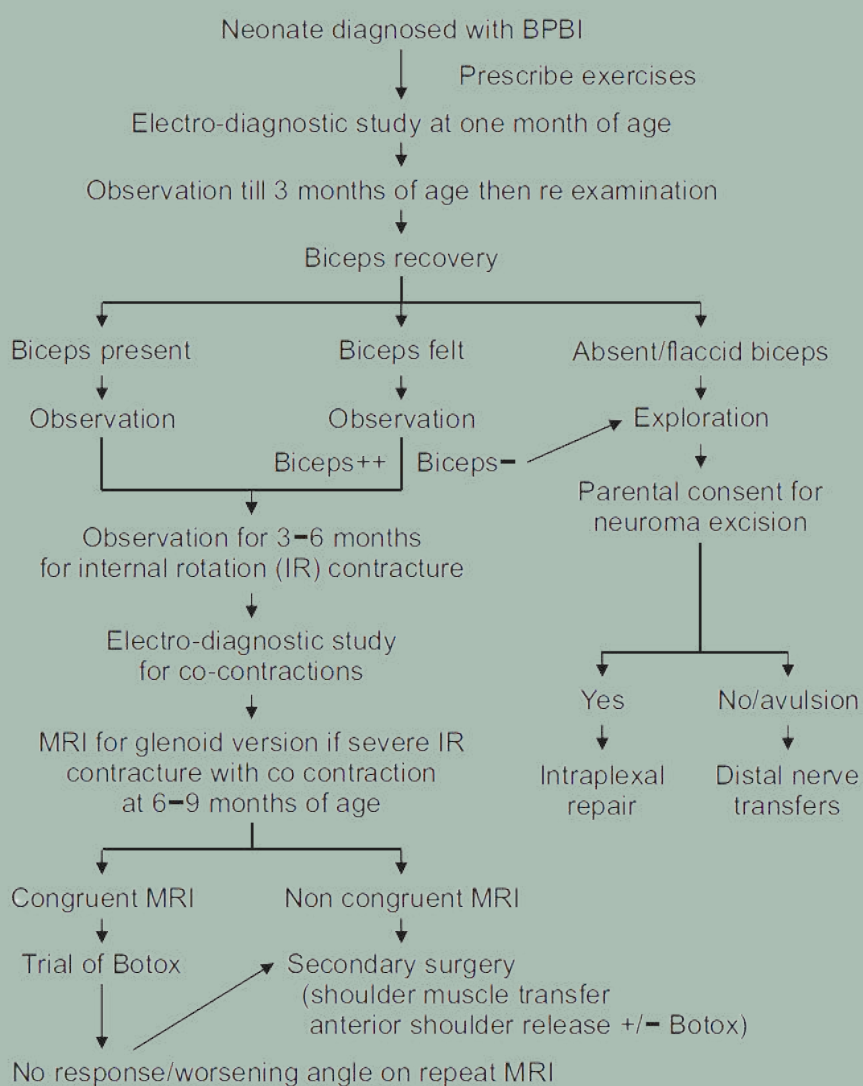 Neonate diagnosed with BPBI
Prescribe exercises
Electro-diagnostic study at one month of age
Observation till 3 months of age then re examination
Biceps recovery
Biceps present
Biceps felt
Absent/flaccid biceps
Observation
Observation
Exploration
Biceps++
Biceps−
Parental consent for
neuroma excision
Observation for 3−6 months
for internal rotation (IR) contracture
Electro-diagnostic study
for co-contractions
Yes
No/avulsion
MRI for glenoid version if severe IR
contracture with co contraction
at 6−9 months of age
Intraplexal
repair
Distal nerve
transfers
Congruent MRI
Non congruent MRI
Trial of Botox
Secondary surgery
(shoulder muscle transfer
anterior shoulder release +/− Botox)
No response/worsening angle on repeat MRI